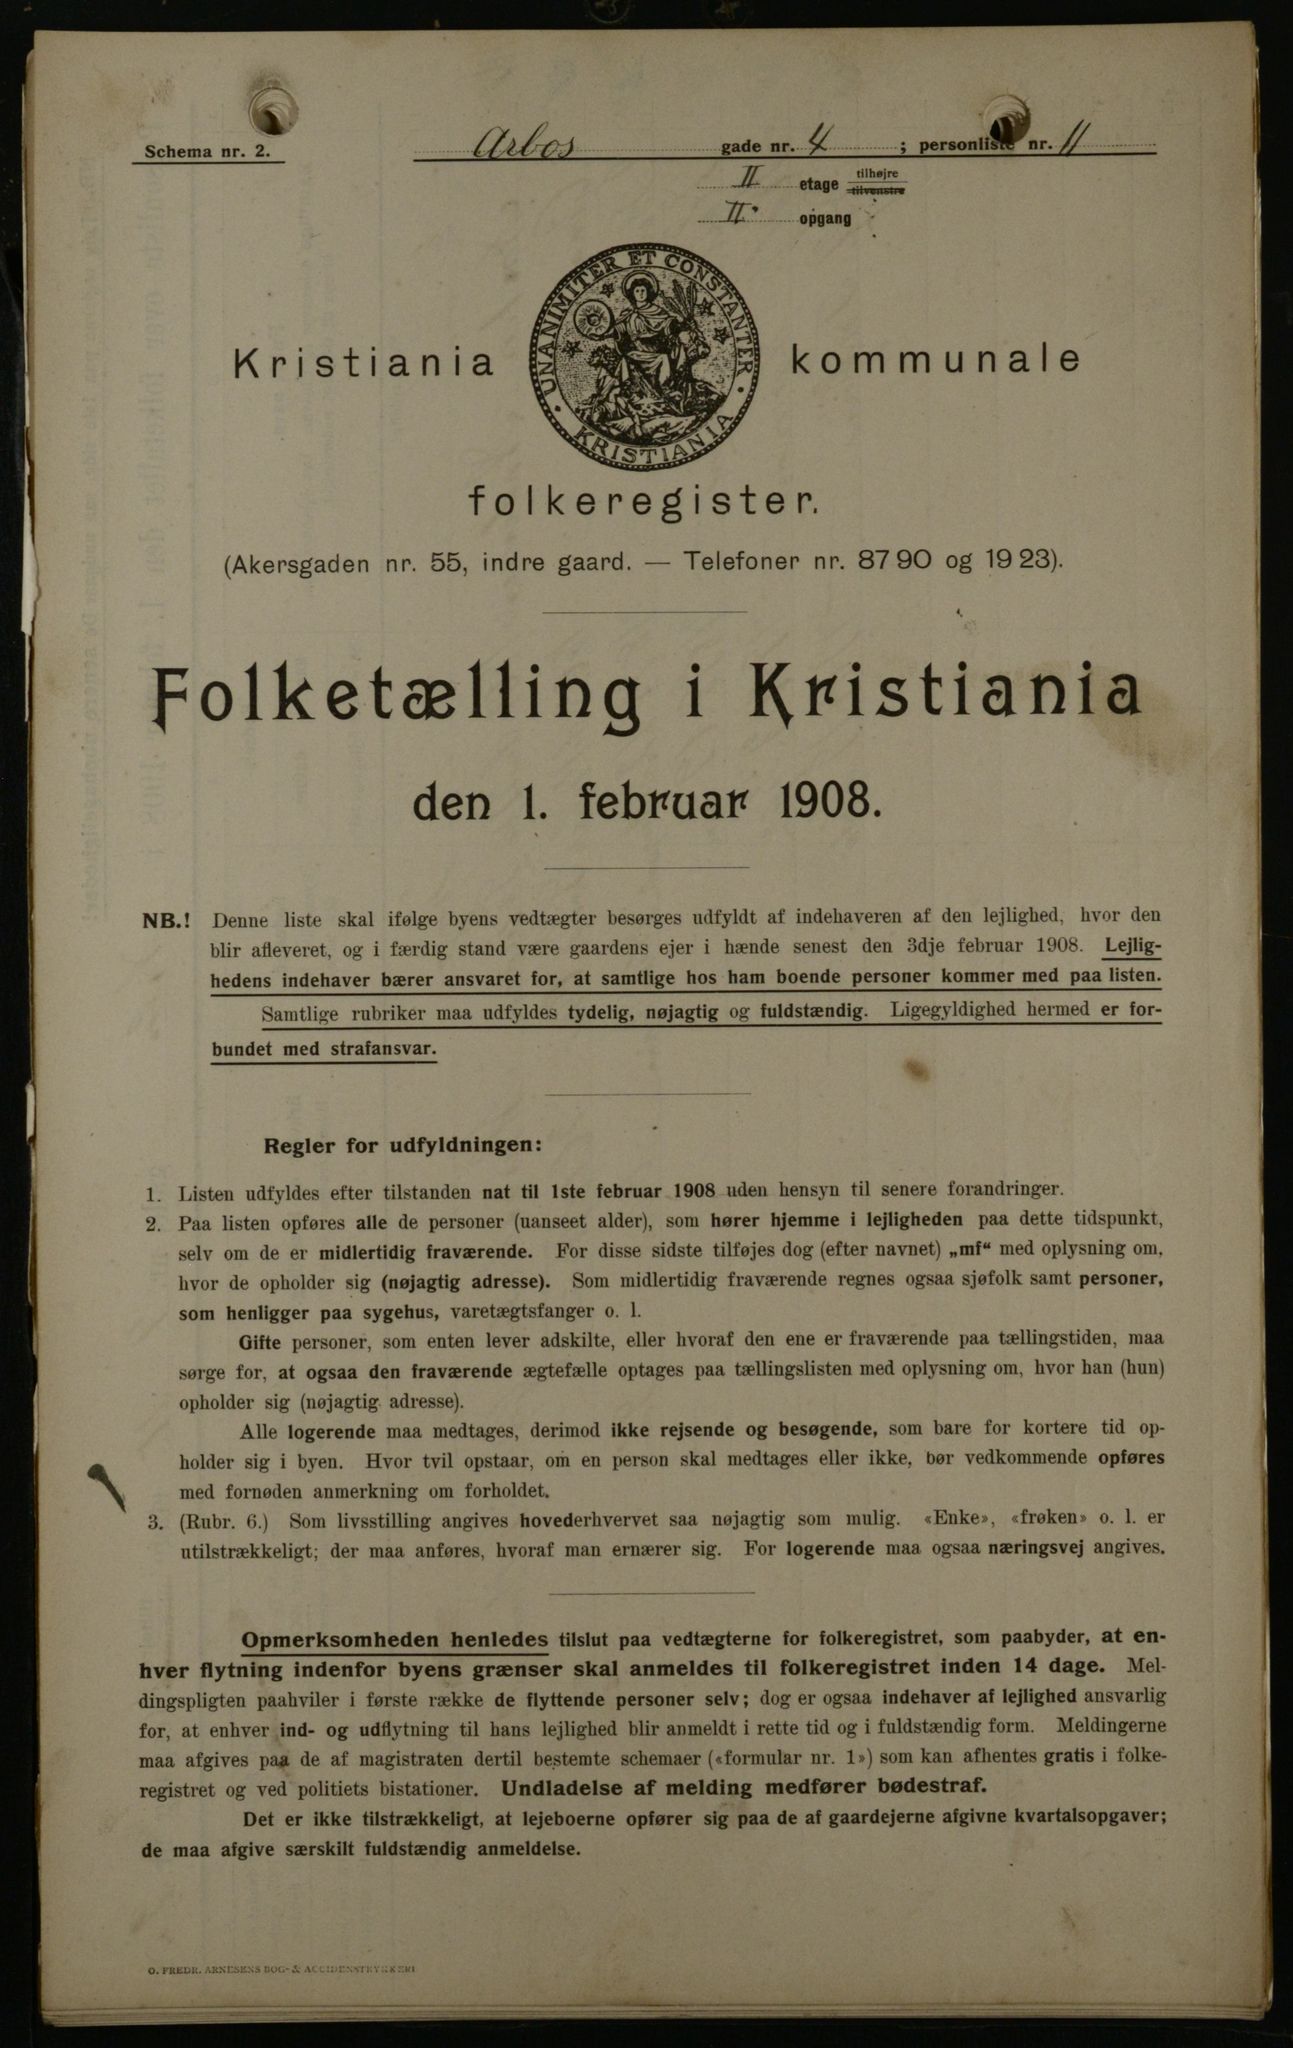 Schema nr. 2.
Arbos gade nr. 4 ; personliste nr. 11
II etage tilhøjre tilvenstre
II. opgang
UNANIMITER ET CONSTANTER
KRISTIANIA
Kristiania kommunale
folkeregister.
(Akersgaden nr. 55, indre gaard. — Telefoner nr. 8790 og 1923).
Folketælling i Kristiania
den 1. februar 1908.
NB.! Denne liste skal ifølge byens vedtægter besørges udfyldt af indehaveren af den lejlighed, hvor den
blir afleveret, og i færdig stand være gaardens ejer i hænde senest den 3dje februar 1908. Lejlig-
hedens indehaver bærer ansvaret for, at samtlige hos ham boende personer kommer med paa listen.
Samtlige rubriker maa udfyldes tydelig, nøjagtig og fuldstændig. Ligegyldighed hermed er for-
bundet med strafansvar.
Regler for udfyldningen:
1. Listen udfyldes efter tilstanden nat til 1ste februar 1908 uden hensyn til senere forandringer.
2. Paa listen opføres alle de personer (uanseet alder), som hører hjemme i lejligheden paa dette tidspunkt,
selv om de er midlertidig fraværende. For disse sidste tilføjes dog (efter navnet) „mf“ med oplysning om,
hvor de opholder sig (nøjagtig adresse). Som midlertidig fraværende regnes ogsaa sjøfolk samt personer,
som henligger paa sygehus, varetægtsfanger o. l.
Gifte personer, som enten lever adskilte, eller hvoraf den ene er fraværende paa tællingstiden, maa
sørge for, at ogsaa den fraværende ægtefælle optages paa tællingslisten med oplysning om, hvor han (hun)
opholder sig (nøjagtig adresse).
Alle logerende maa medtages, derimod ikke rejsende og besøgende, som bare for kortere tid op-
holder sig i byen. Hvor tvil opstaar, om en person skal medtages eller ikke, bør vedkommende opføres
med fornøden anmerkning om forholdet.
3. (Rubr. 6.) Som livsstilling angives hovederhvervet saa nøjagtig som mulig. «Enke», «frøken» o. l. er
utilstrækkeligt; der maa anføres, hvoraf man ernærer sig. For logerende maa ogsaa næringsvej angives.
Opmerksomheden henledes tilslut paa vedtægterne for folkeregistret, som paabyder, at en-
hver flytning indenfor byens grænser skal anmeldes til folkeregistret inden 14 dage. Mel-
dingspligten paahviler i første række de flyttende personer selv; dog er ogsaa indehaver af lejlighed ansvarlig
for, at enhver ind- og udflytning til hans lejlighed blir anmeldt i rette tid og i fuldstændig form. Meldingerne
maa afgives paa de af magistraten dertil bestemte schemaer («formular nr. 1») som kan afhentes gratis i folke-
registret og ved politiets bistationer. Undladelse af melding medfører bødestraf.
Det er ikke tilstrækkeligt, at lejeboerne opfører sig paa de af gaardejerne afgivne kvartalsopgaver;
de maa afgive særskilt fuldstændig anmeldelse.
O. FREDR. ARNESENS BOG- & ACCIDENSTRYKKERI